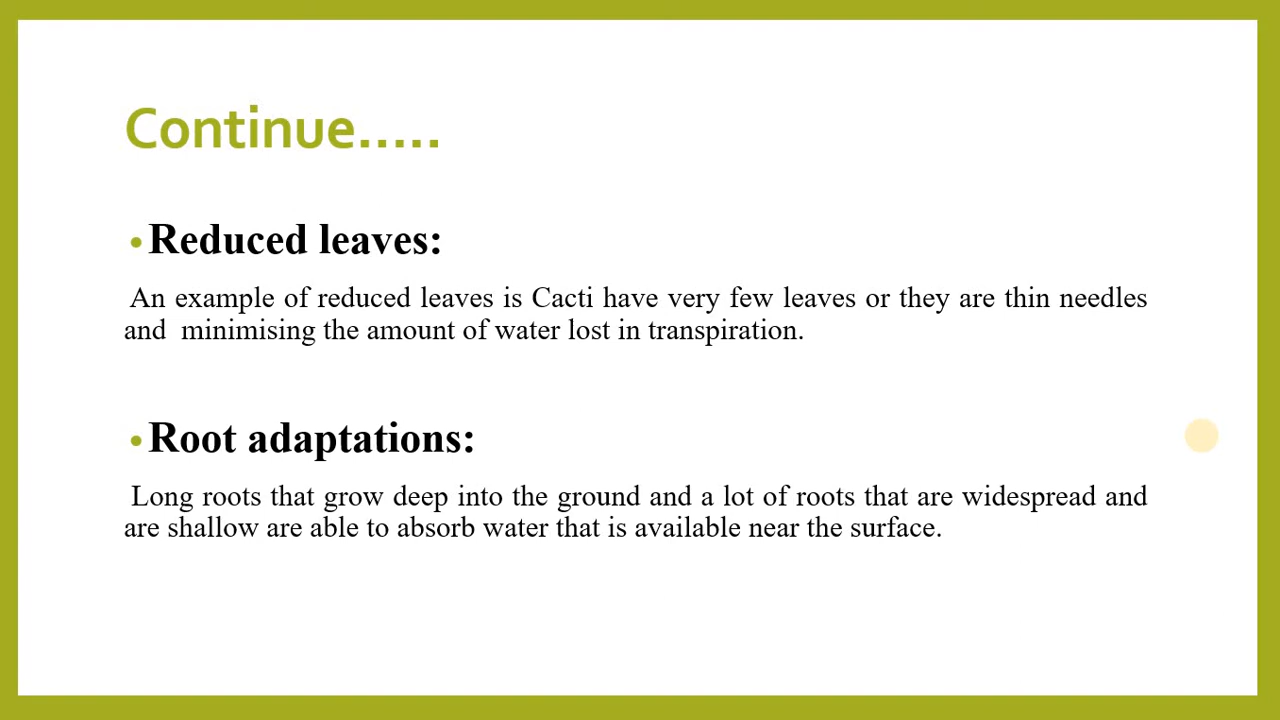 Continue.....
•Reduced leaves:
An example of reduced leaves is Cacti have very few leaves or they are thin needles
and  minimising the amount of water lost in transpiration.
•Root adaptations:
Long roots that grow deep into the ground and a lot of roots that are widespread and
are shallow are able to absorb water that is available near the surface.